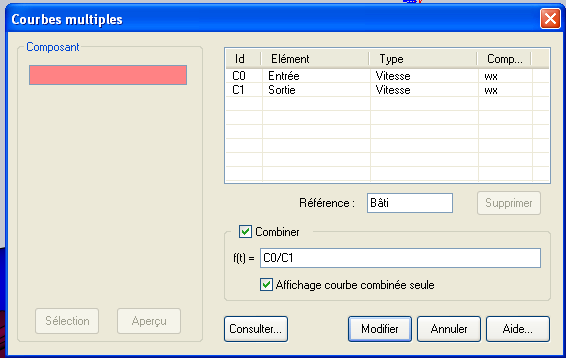 Courbes multiples
Composant
Id Elément Type Comp...
C0 Entrée Vitesse wx
C1 Sortie Vitesse wx
Référence : Bâti Supprimer
Combiner
f(t) = C0/C1
Affichage courbe combinée seule
Sélection Aperçu Consulter... Modifier Annuler Aide...